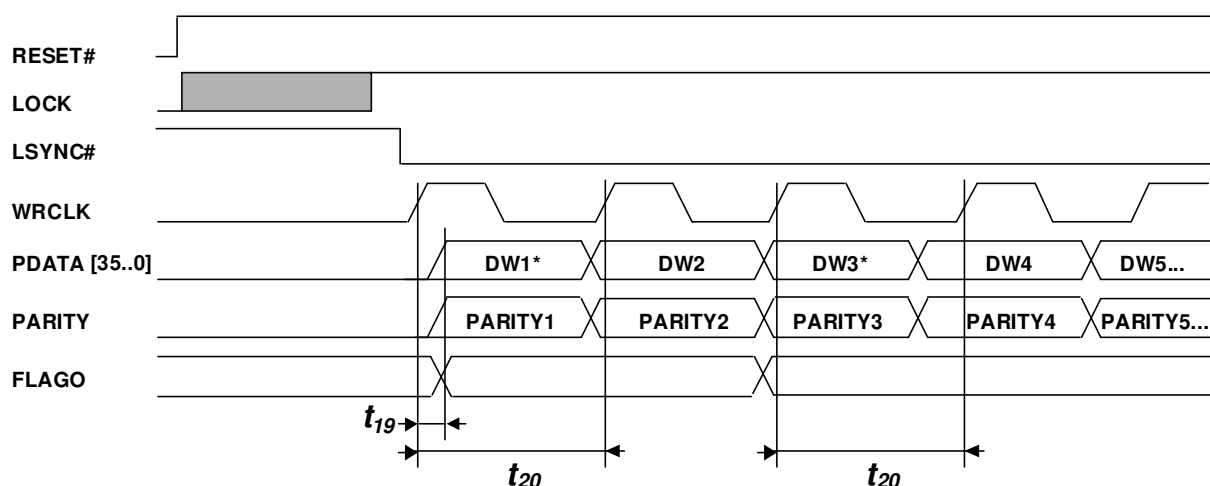 RESET#
LOCK
LSYNC#
WRCLK
PDATA [35..0] DW1* DW2 DW3* DW4 DW5...
PARITY PARITY1 PARITY2 PARITY3 PARITY4 PARITY5...
FLAGO
t19
t20 t20